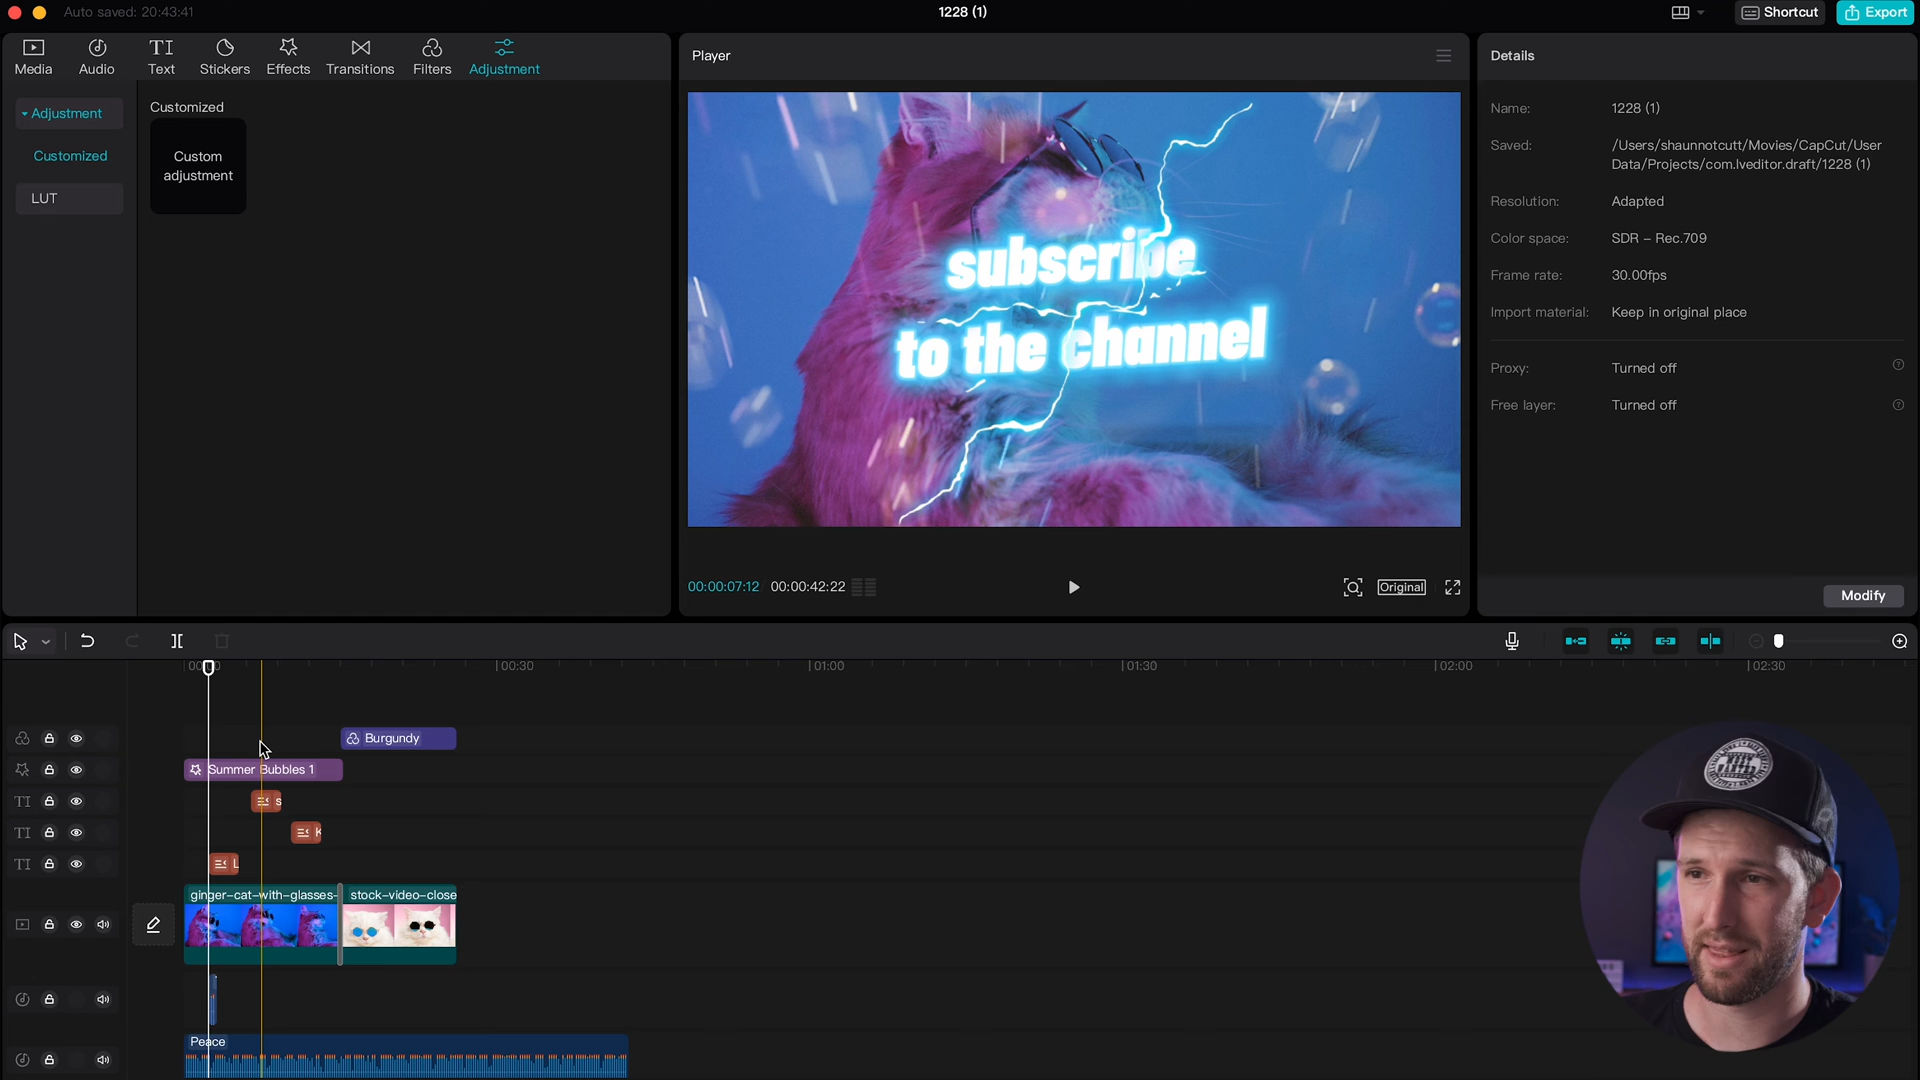 Auto saved: 20:43:41
1228 (1)
Shortcut
Export
Media
Audio
TI
Text
Stickers
Effects
Transitions
Filters
Adjustment
Adjustment
Customized
LUT
Customized
Custom
adjustment
Player
subscribe
to the channel
00:00:07:12
00:00:42:22
Original
Details
Name:
1228 (1)
Saved:
/Users/shaunnotcutt/Movies/CapCut/User
Data/Projects/com.lveditor.draft/1228 (1)
Resolution:
Adapted
Color space:
SDR – Rec.709
Frame rate:
30.00fps
Import material:
Keep in original place
Proxy:
Turned off
Free layer:
Turned off
Modify
00:30
01:00
01:30
02:00
02:30
Burgundy
Summer Bubbles 1
TI
s
TI
K
TI
L
ginger-cat-with-glasses-
stock-video-close
Peace